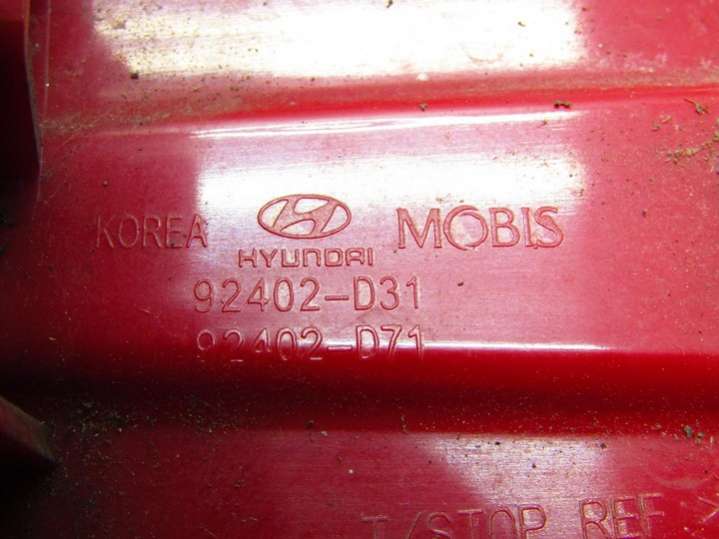 KOREA HYUNDAI MOBIS
92402-D31
92402-D71
T/STOP REF